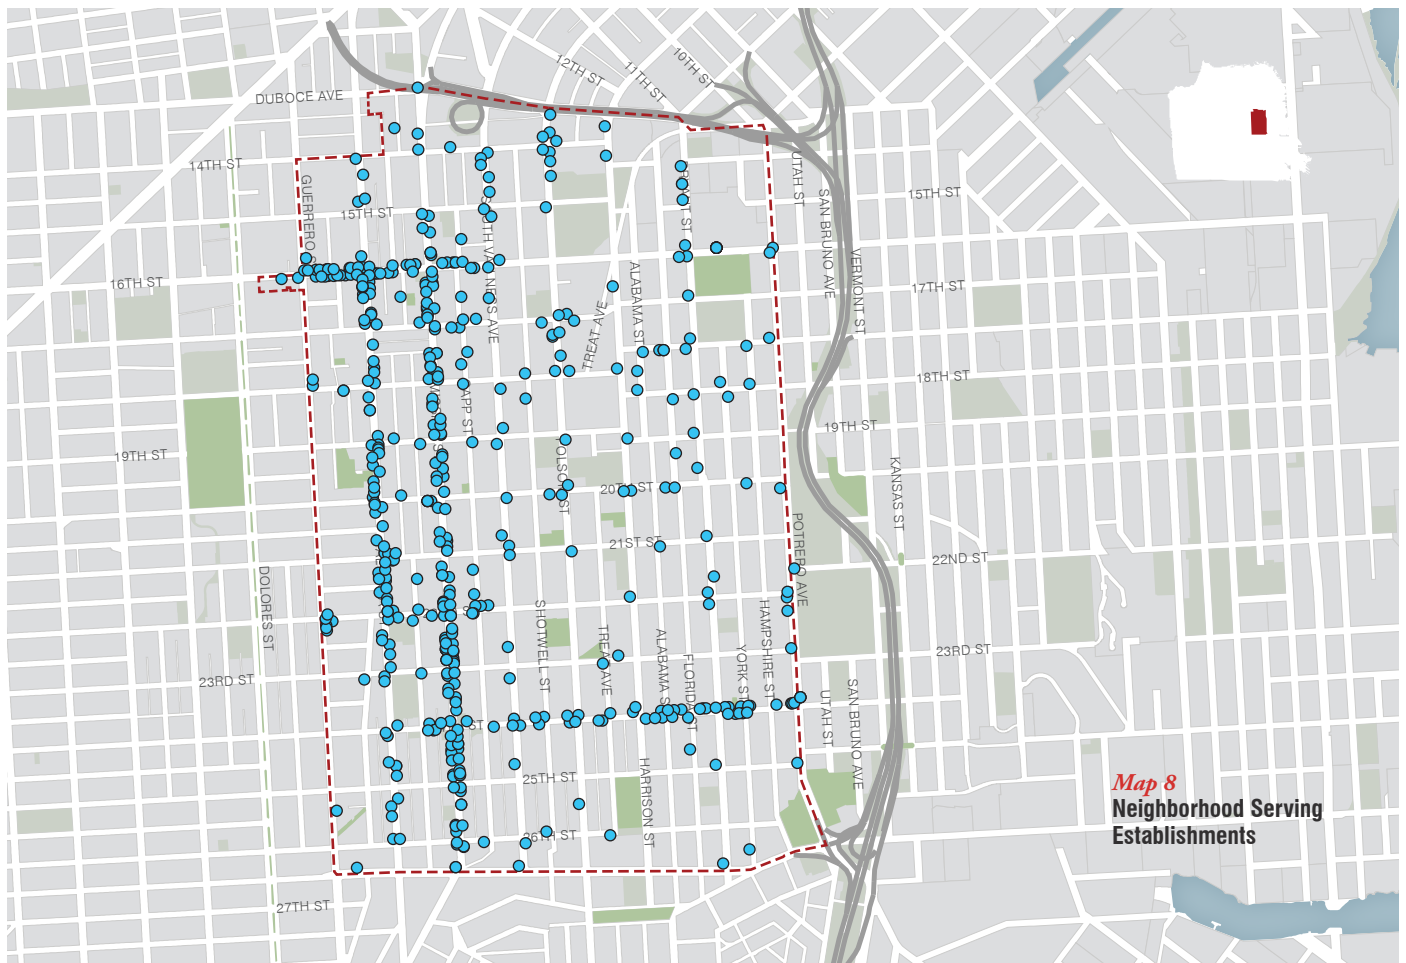 12TH ST
11TH ST
10TH ST
DUBOCE AVE
14TH ST
UTAH ST
15TH ST
15TH ST
GUERRERO S
SOUTH VAN NESS AVE
SAN BRUNO AVE
VERMONT ST
16TH ST
ALABAMA ST
17TH ST
TREAT AVE
18TH ST
APP ST
19TH ST
19TH ST
FOLSOM ST
KANSAS ST
20TH ST
POTRERO AVE
21ST ST
22ND ST
DOLORES ST
SHOTWELL ST
TREAT AVE
ALABAMA S
FLORIDA ST
YORK ST
HAMPSHIRE ST
23RD ST
23RD ST
UTAH ST
SAN BRUNO AVE
ST
25TH ST
HARRISON ST
26TH ST
27TH ST
Map 8
Neighborhood Serving
Establishments